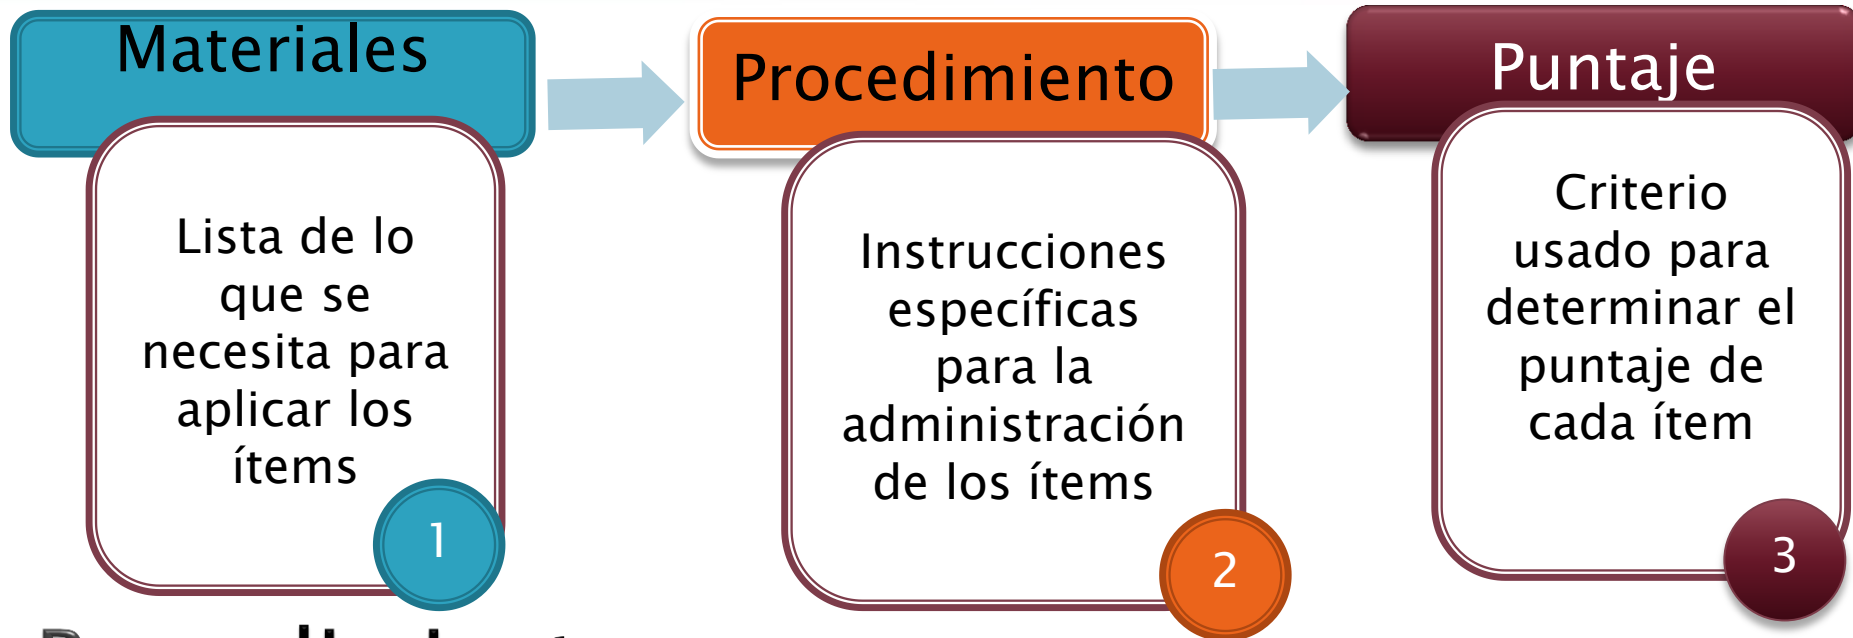 Materiales
Lista de lo
que se
necesita para
aplicar los
ítems
1
Procedimiento
Instrucciones
específicas
para la
administración
de los ítems
2
Puntaje
Criterio
usado para
determinar el
puntaje de
cada ítem
3